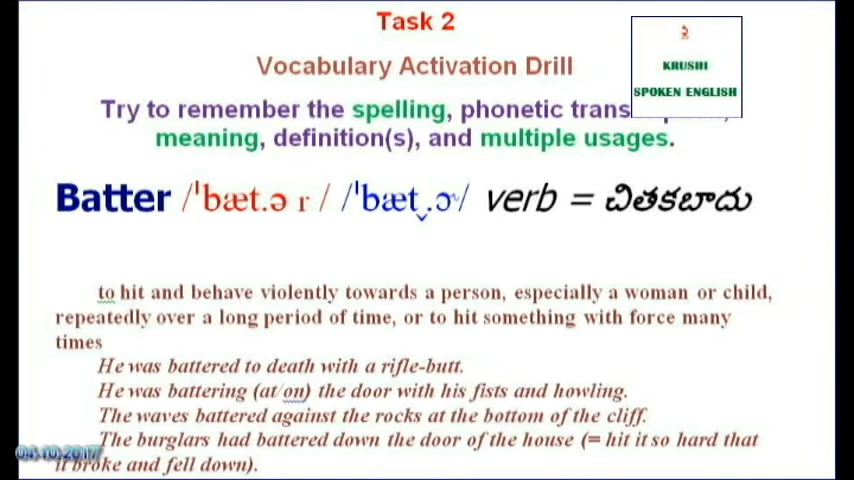 Task 2
Vocabulary Activation Drill
KRUSHI
SPOKEN ENGLISH
Try to remember the spelling, phonetic
meaning, definition(s), and multiple usages.
Batter /ˈbæt.ə r / /ˈbæt̬.ɚ/ verb = చితకబాదు
to hit and behave violently towards a person, especially a woman or child,
repeatedly over a long period of time, or to hit something with force many
times
He was battered to death with a rifle-butt.
He was battering (at/on) the door with his fists and howling.
The waves battered against the rocks at the bottom of the cliff.
The burglars had battered down the door of the house (= hit it so hard that
it broke and fell down).
04.10.2017